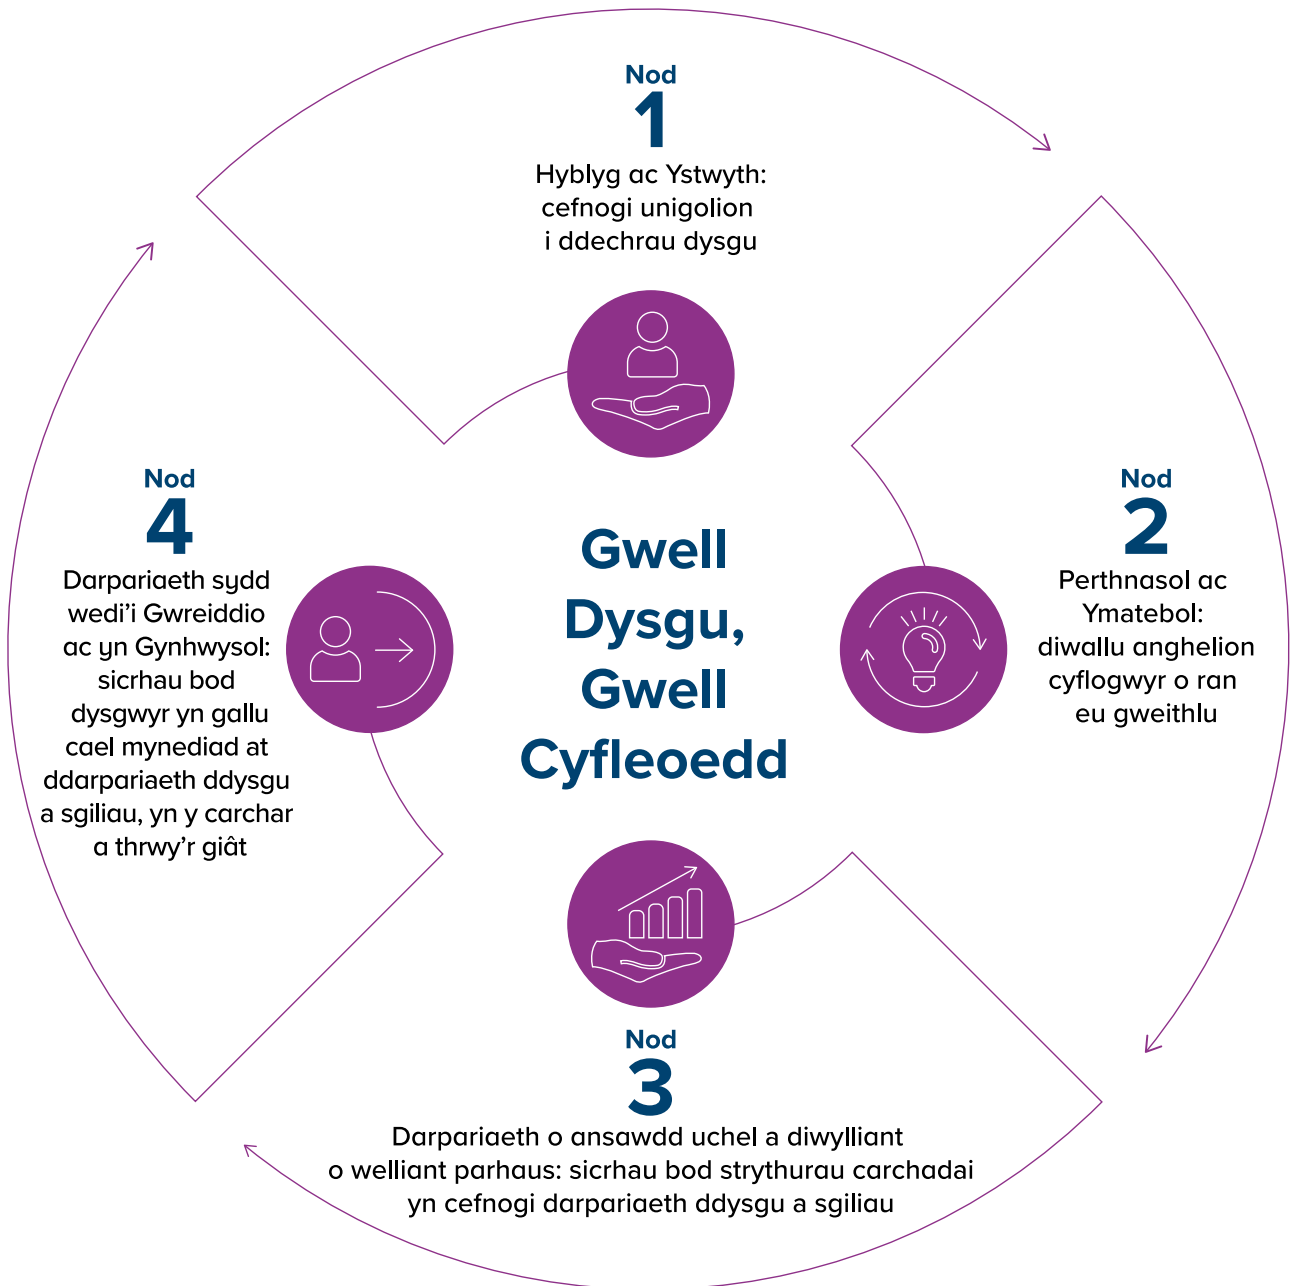 Nod
1
Hyblyg ac Ystwyth:
cefnogi unigolion
i ddechrau dysgu
Nod
2
Perthnasol ac
Ymatebol:
diwallu anghelion
cyflogwyr o ran
eu gweithlu
Nod
3
Darpariaeth o ansawdd uchel a diwylliant
o welliant parhaus: sicrhau bod strythurau carchadai
yn cefnogi darpariaeth ddysgu a sgiliau
Nod
4
Darpariaeth sydd
wedi’i Gwreiddio
ac yn Gynhwysol:
sicrhau bod
dysgwyr yn gallu
cael mynediad at
ddarpariaeth ddysgu
a sgiliau, yn y carchar
a thrwy’r giât
Gwell
Dysgu,
Gwell
Cyfleoedd